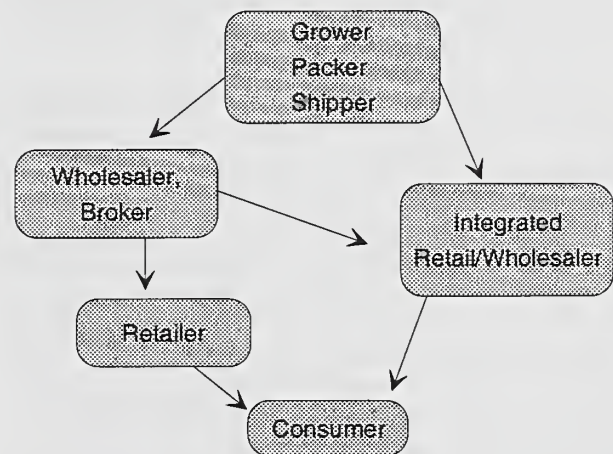 Grower
Packer
Shipper
Wholesaler,
Broker
Integrated
Retail/Wholesaler
Retailer
Consumer